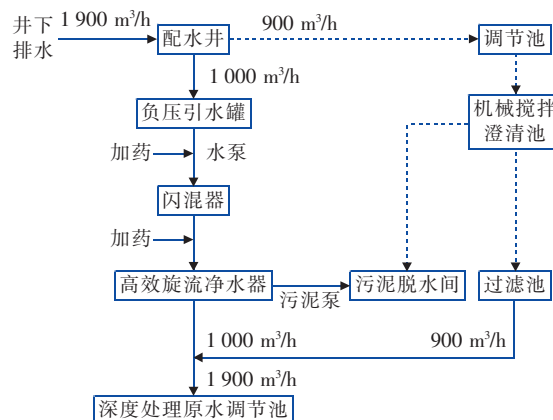 井下
排水
1 900 m³/h
配水井
900 m³/h
调节池
1 000 m³/h
负压引水罐
机械搅拌
澄清池
加药
水泵
闪混器
加药
高效旋流净水器
污泥泵
污泥脱水间
过滤池
1 000 m³/h
900 m³/h
1 900 m³/h
深度处理原水调节池